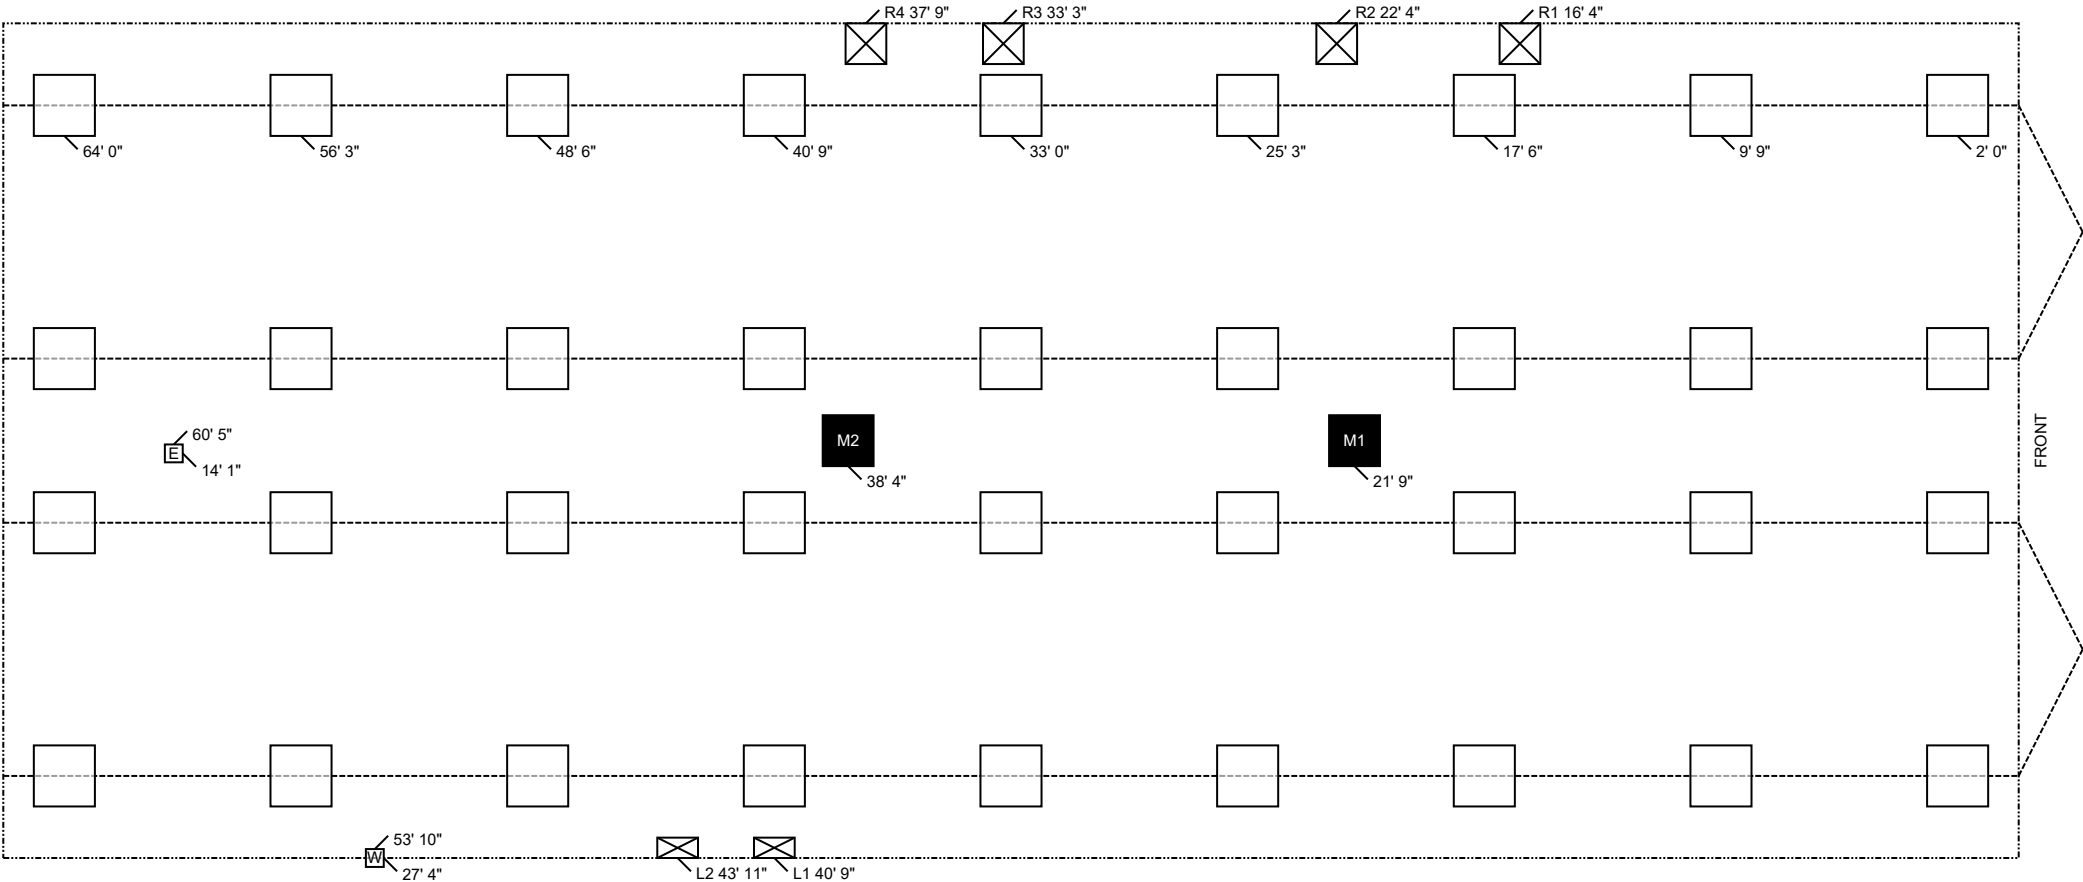 R4 37' 9"
R3 33' 3"
R2 22' 4"
R1 16' 4"
64' 0"
56' 3"
48' 6"
40' 9"
33' 0"
25' 3"
17' 6"
9' 9"
2' 0"
60' 5"
E
14' 1"
M2
38' 4"
M1
21' 9"
FRONT
53' 10"
W
27' 4"
L2 43' 11"
L1 40' 9"